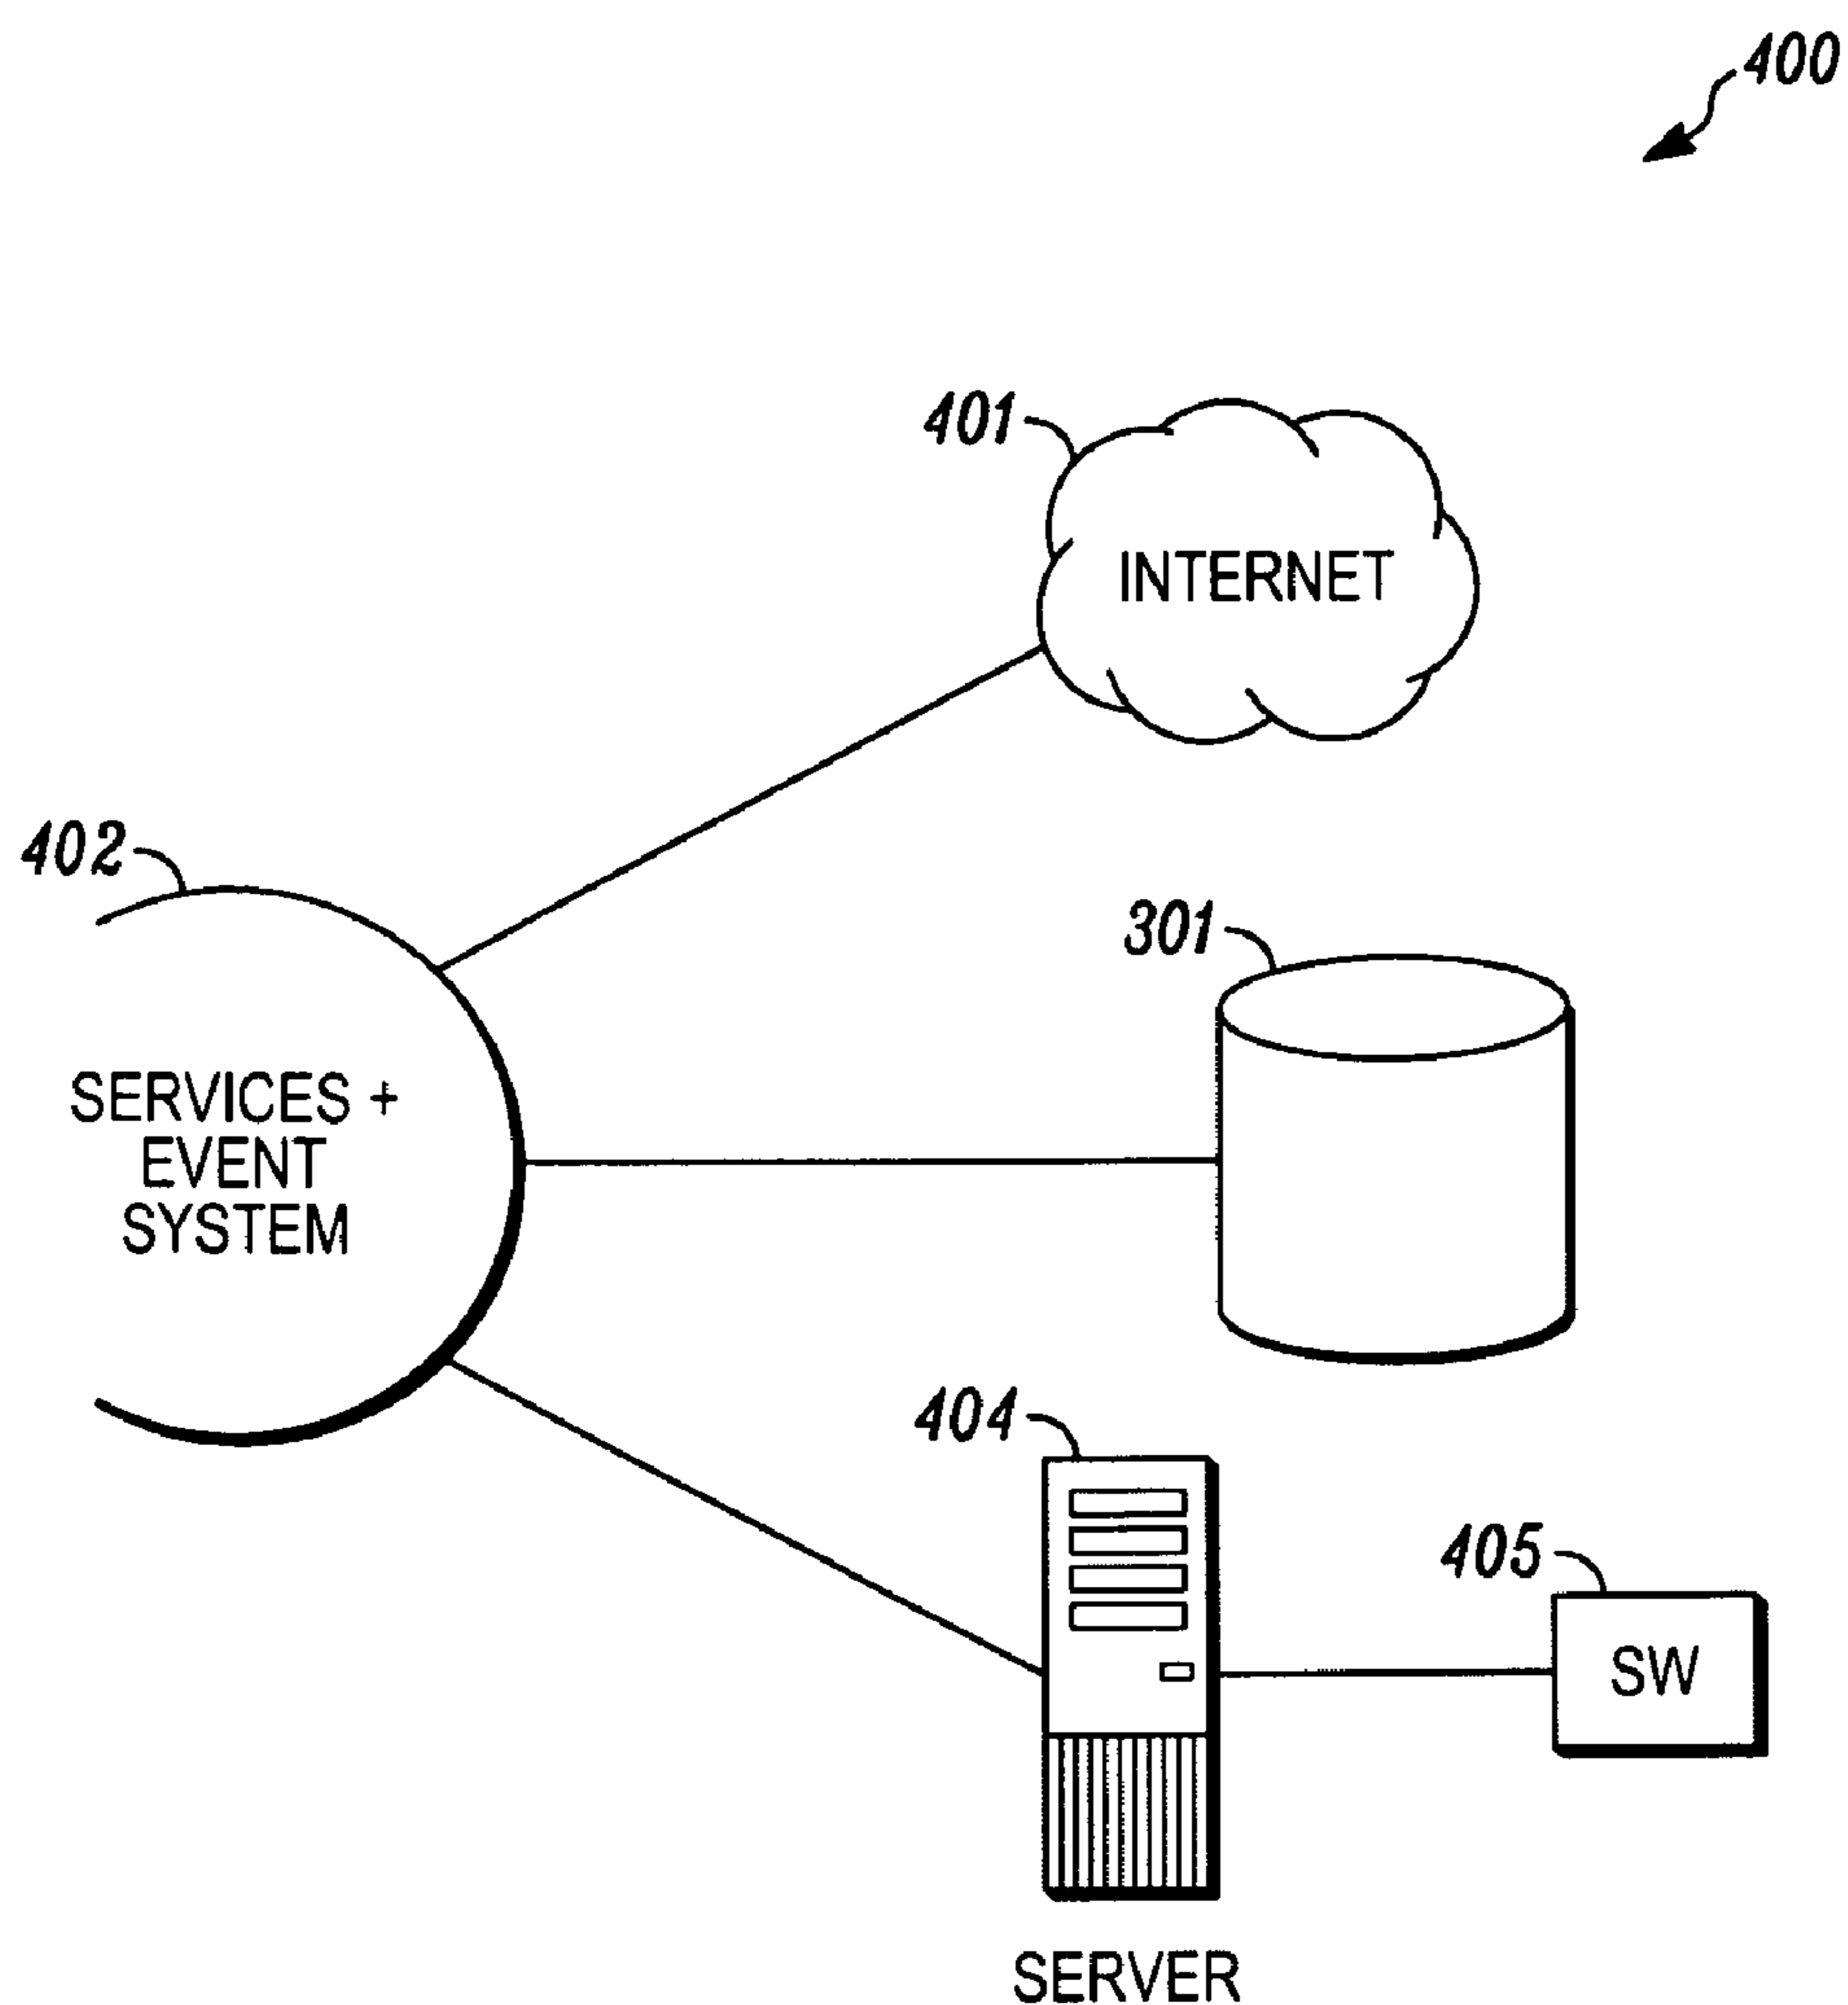 400
401
INTERNET
402
301
SERVICES +
EVENT
SYSTEM
404
405
SW
SERVER